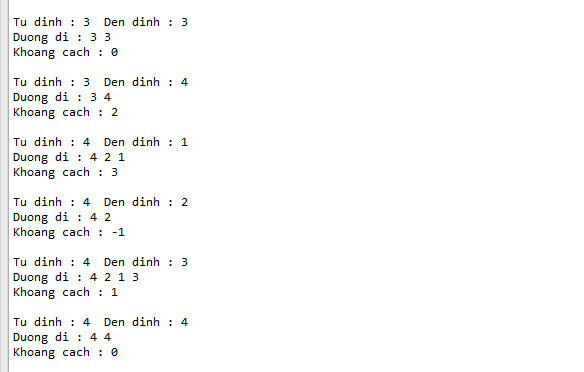 Tu dinh : 3  Den dinh : 3
Duong di : 3 3
Khoang cach : 0
Tu dinh : 3  Den dinh : 4
Duong di : 3 4
Khoang cach : 2
Tu dinh : 4  Den dinh : 1
Duong di : 4 2 1
Khoang cach : 3
Tu dinh : 4  Den dinh : 2
Duong di : 4 2
Khoang cach : -1
Tu dinh : 4  Den dinh : 3
Duong di : 4 2 1 3
Khoang cach : 1
Tu dinh : 4  Den dinh : 4
Duong di : 4 4
Khoang cach : 0